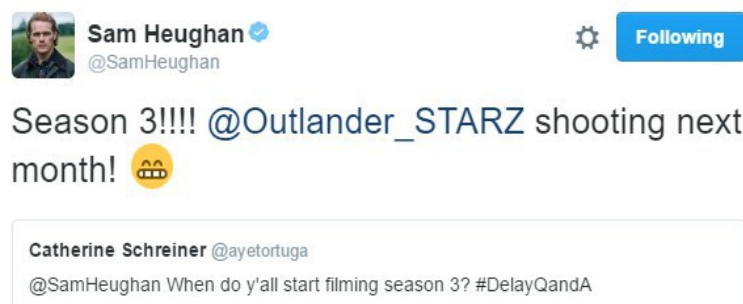 Sam Heughan
@SamHeughan
Following
Season 3!!!! @Outlander_STARZ shooting next
month! 😁
Catherine Schreiner @ayetortuga
@SamHeughan When do y'all start filming season 3? #DelayQandA